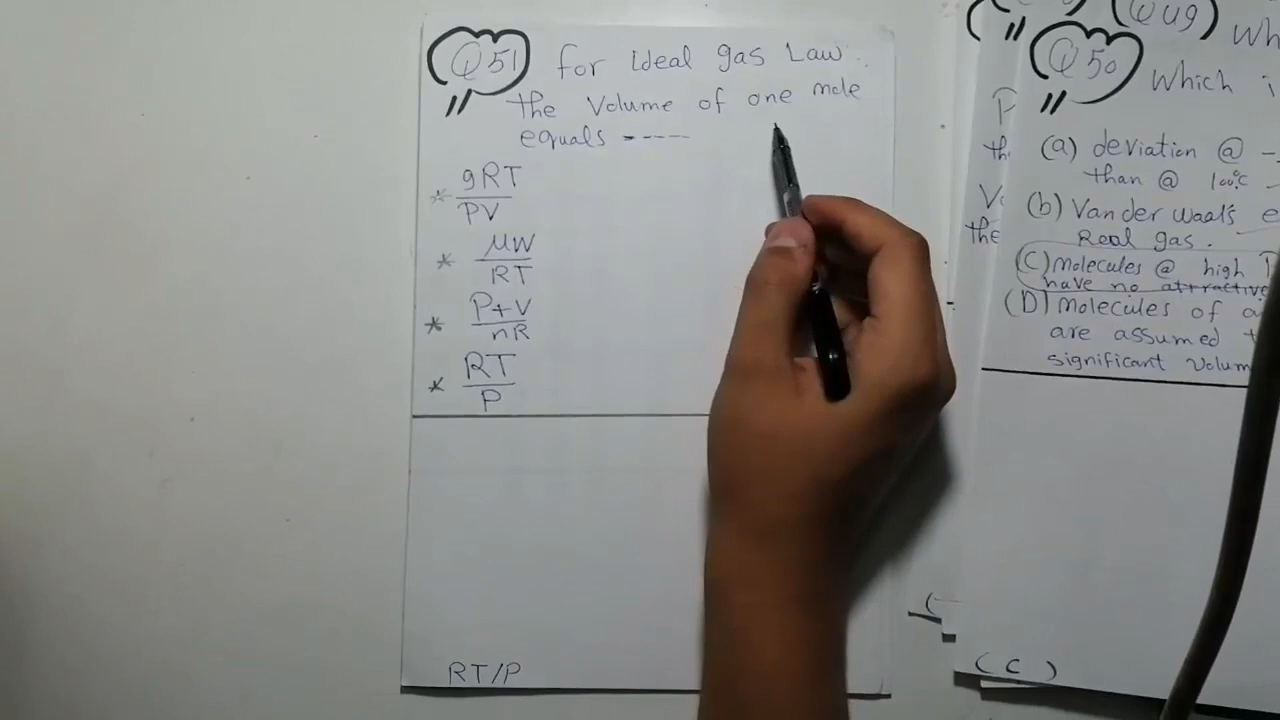 Q51 for Ideal gas Law
the Volume of one mole
equals ----
* gRT
PV
* MW
RT
* P+V
nR
* RT
P
RT/P
(Q49) Wh
Q50 Which i
(a) deviation @
than @ 100°C
(b) Van der waal's e
Real gas.
(C) molecules @ high P
have no attractive
(D) molecules of a
are assumed t
significant Volum
the
(C)